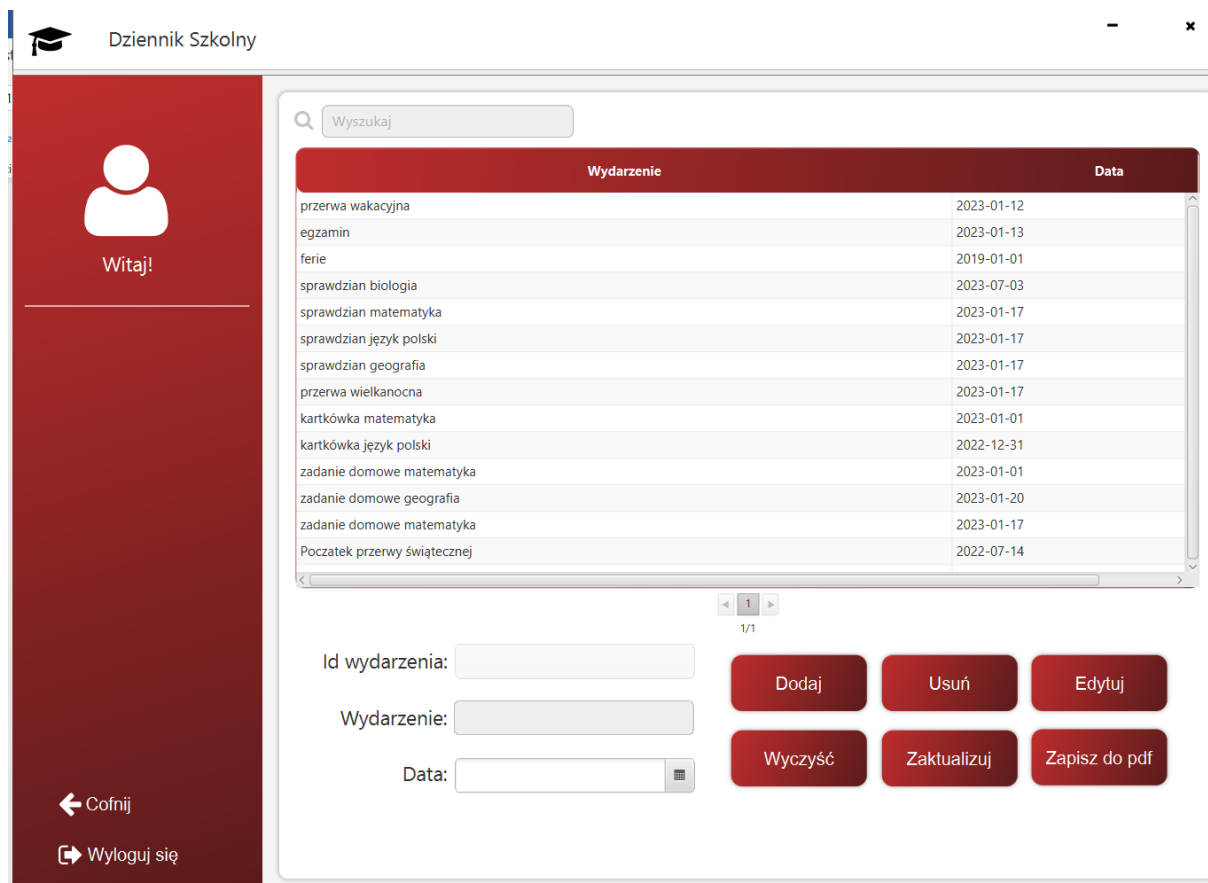 Dziennik Szkolny
Witaj!
Cofnij
Wyloguj się
Wyszukaj
Wydarzenie Data
przerwa wakacyjna 2023-01-12
egzamin 2023-01-13
ferie 2019-01-01
sprawdzian biologia 2023-07-03
sprawdzian matematyka 2023-01-17
sprawdzian język polski 2023-01-17
sprawdzian geografia 2023-01-17
przerwa wielkanocna 2023-01-17
kartkówka matematyka 2023-01-01
kartkówka język polski 2022-12-31
zadanie domowe matematyka 2023-01-01
zadanie domowe geografia 2023-01-20
zadanie domowe matematyka 2023-01-17
Poczatek przerwy świątecznej 2022-07-14
1
1/1
Id wydarzenia:
Wydarzenie:
Data:
Dodaj Usuń Edytuj
Wyczyść Zaktualizuj Zapisz do pdf